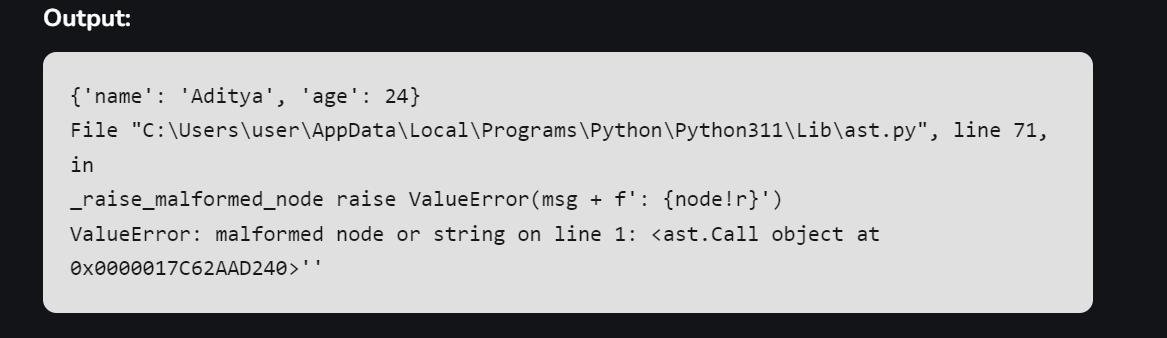 Output:
{'name': 'Aditya', 'age': 24}
File "C:\Users\user\AppData\Local\Programs\Python\Python311\Lib\ast.py", line 71,
in
_raise_malformed_node raise ValueError(msg + f': {node!r}')
ValueError: malformed node or string on line 1: <ast.Call object at
0x0000017C62AAD240>''